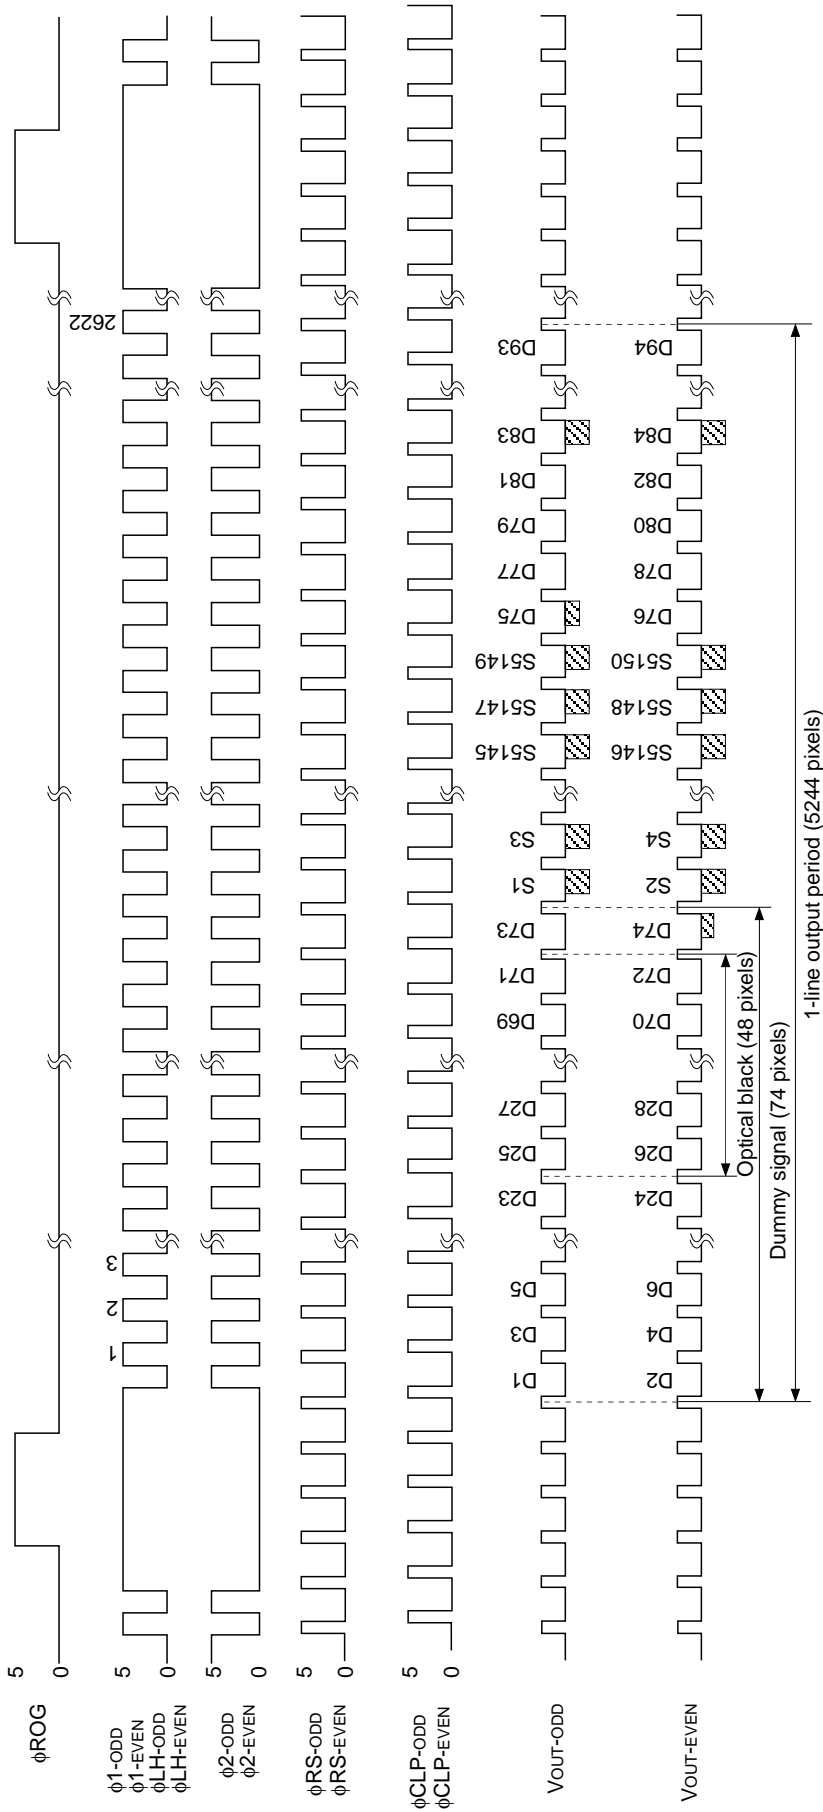 φROG
5
0
φ1-ODD
φ1-EVEN
φLH-ODD
φLH-EVEN
5
0
1
2
3
2622
φ2-ODD
φ2-EVEN
5
0
φRS-ODD
φRS-EVEN
5
0
φCLP-ODD
φCLP-EVEN
5
0
VOUT-ODD
D1
D3
D5
D23
D25
D27
D69
D71
D73
S1
S3
S5145
S5147
S5149
D75
D77
D79
D81
D83
D93
VOUT-EVEN
D2
D4
D6
D24
D26
D28
D70
D72
D74
S2
S4
S5146
S5148
S5150
D76
D78
D80
D82
D84
D94
Optical black (48 pixels)
Dummy signal (74 pixels)
1-line output period (5244 pixels)